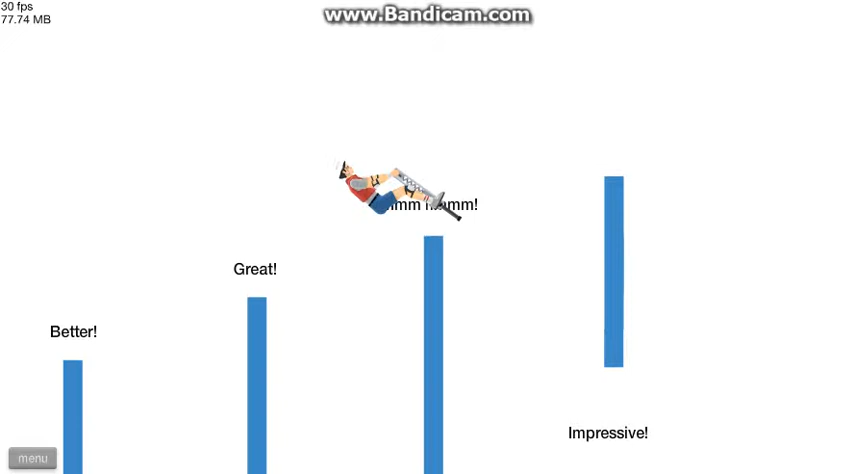 30 fps
77.74 MB
www.Bandicam.com
Great!
Better!
Impressive!
menu